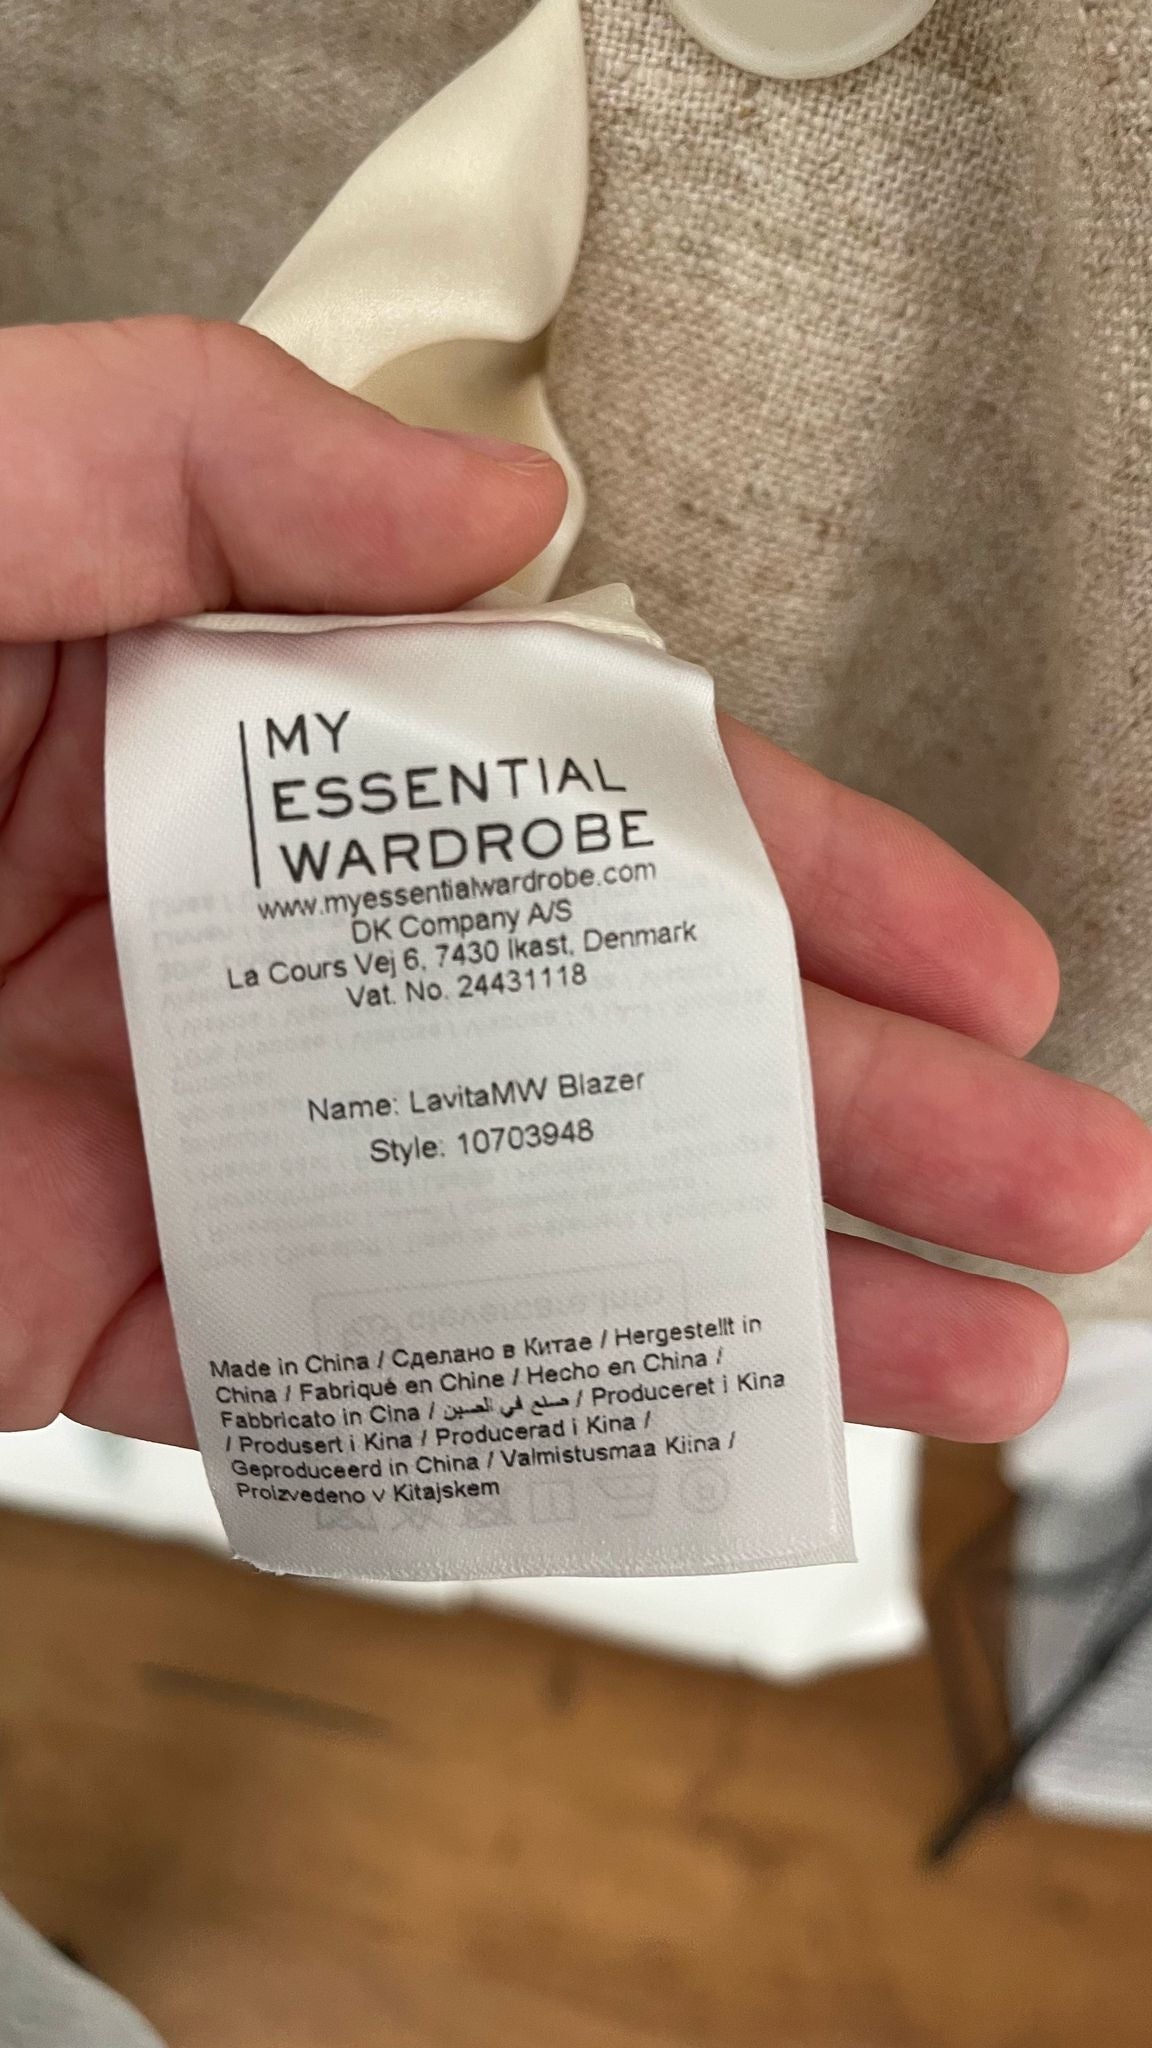 MY
ESSENTIAL
WARDROBE
www.myessentialwardrobe.com
DK Company A/S
La Cours Vej 6, 7430 Ikast, Denmark
Vat. No. 24431118
Name: LavitaMW Blazer
Style: 10703948
Made in China / Сделано в Китае / Hergestellt in
China / Fabriqué en Chine / Hecho en China /
Fabbricato in Cina / صنع في الصين / Produceret i Kina
/ Produsert i Kina / Producerad i Kina /
Geproduceerd in China / Valmistusmaa Kiina /
Proizvedeno v Kitajskem